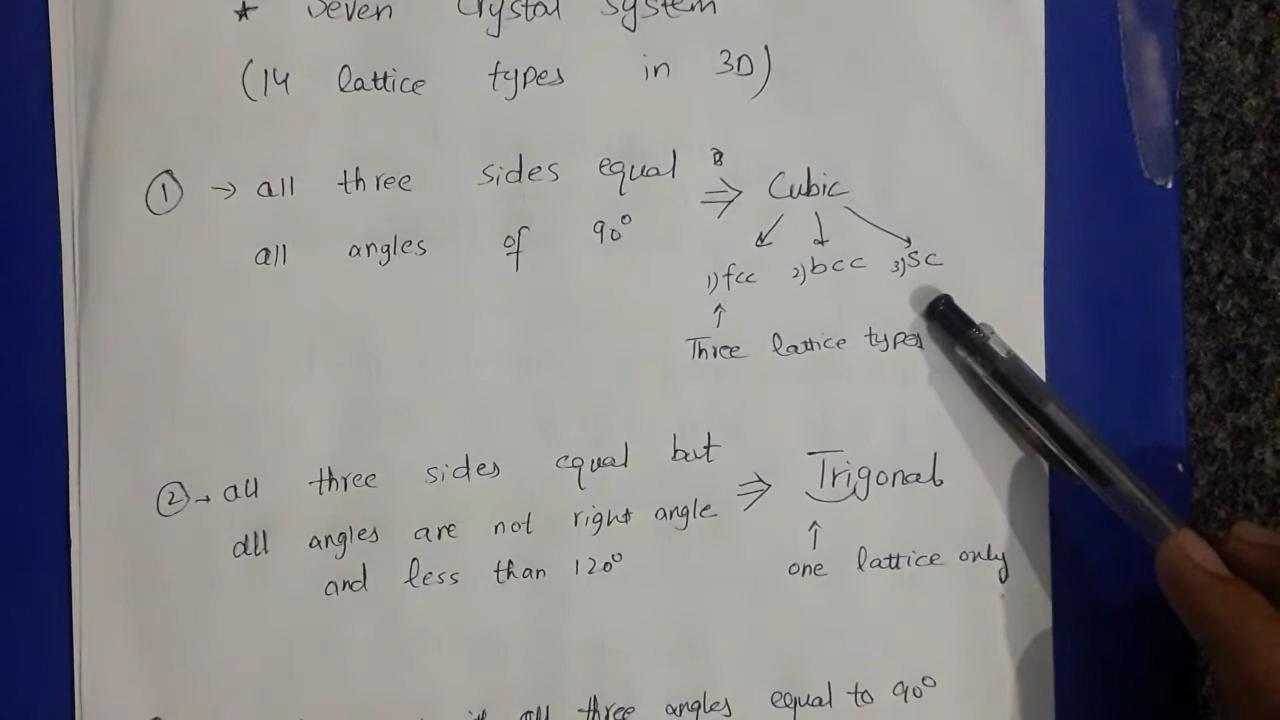 * Seven Crystal System
(14 lattice types in 3D)
① → all three sides equal ⇒ Cubic
all angles of 90°
1) fcc 2) bcc 3) SC
↑
Three lattice types
② → all three sides equal but
all angles are not right angle ⇒ Trigonal
and less than 120°
↑
one lattice only
all three angles equal to 90°